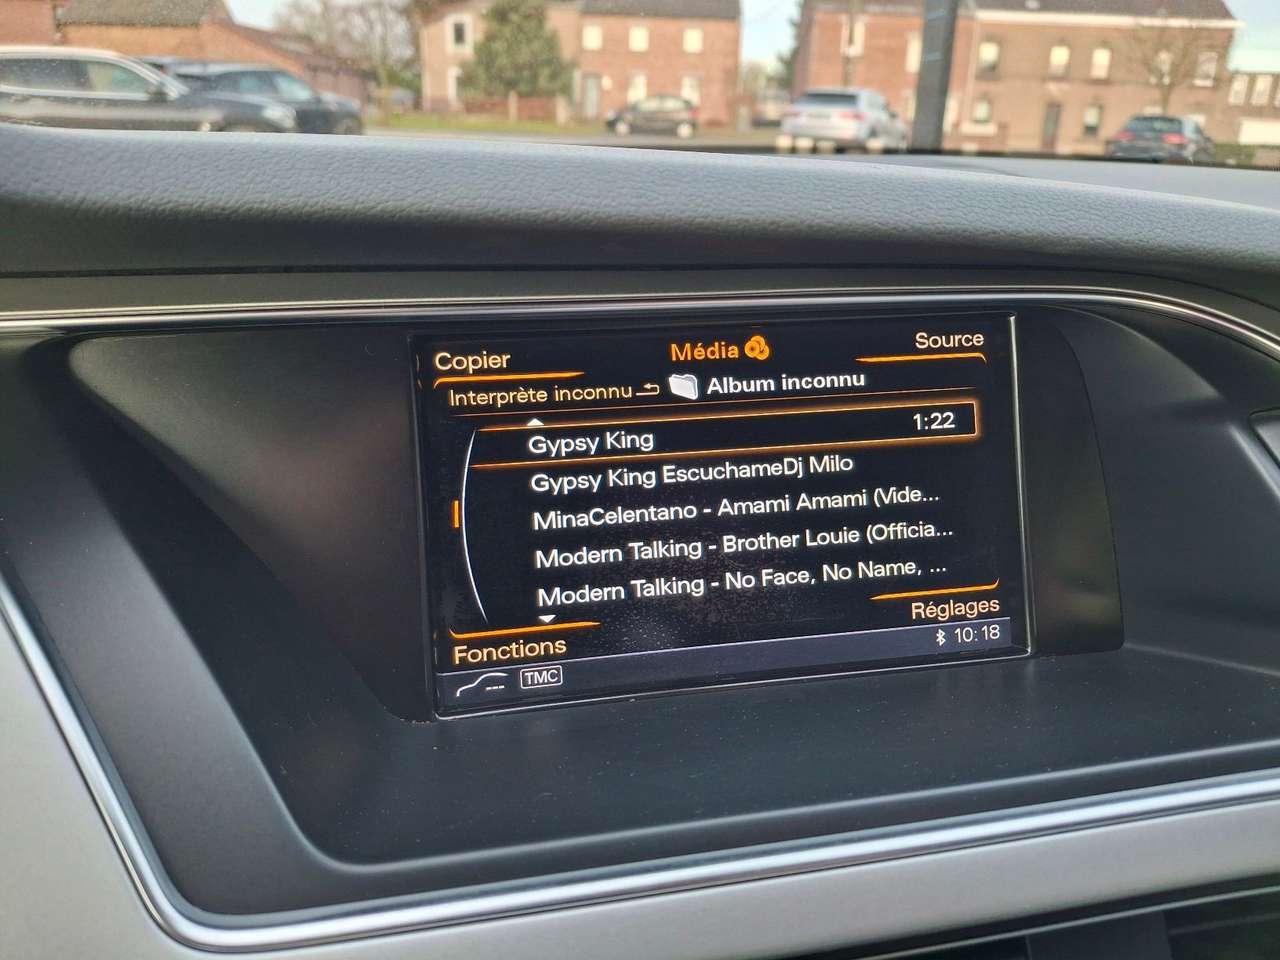 Copier
Média
Source
Interprète inconnu
Album inconnu
Gypsy King 1:22
Gypsy King EscuchameDj Milo
MinaCelentano - Amami Amami (Vide...
Modern Talking - Brother Louie (Officia...
Modern Talking - No Face, No Name, ...
Réglages
Fonctions
--- TMC
10:18